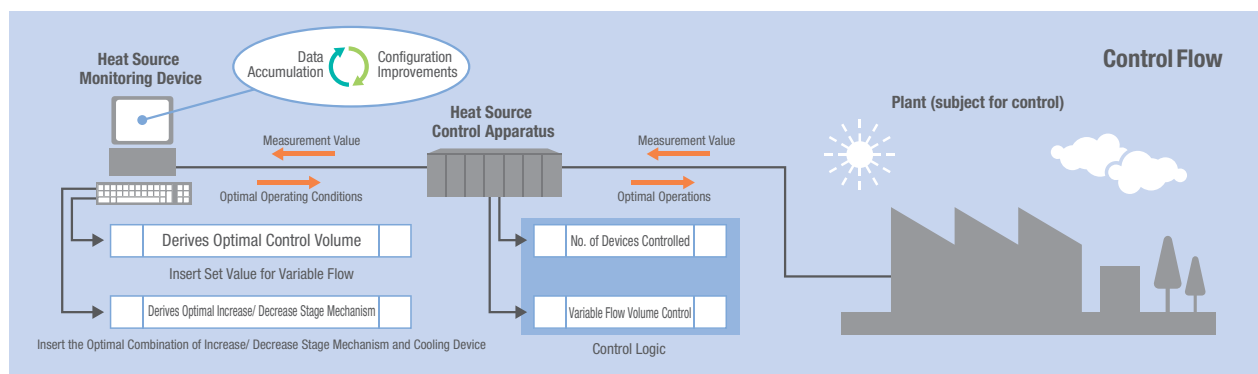 Control Flow
Heat Source
Monitoring Device
Data
Accumulation
Configuration
Improvements
Heat Source
Control Apparatus
Plant (subject for control)
Measurement Value
Optimal Operating Conditions
Measurement Value
Optimal Operations
Derives Optimal Control Volume
Insert Set Value for Variable Flow
Derives Optimal Increase/ Decrease Stage Mechanism
Insert the Optimal Combination of Increase/ Decrease Stage Mechanism and Cooling Device
No. of Devices Controlled
Variable Flow Volume Control
Control Logic